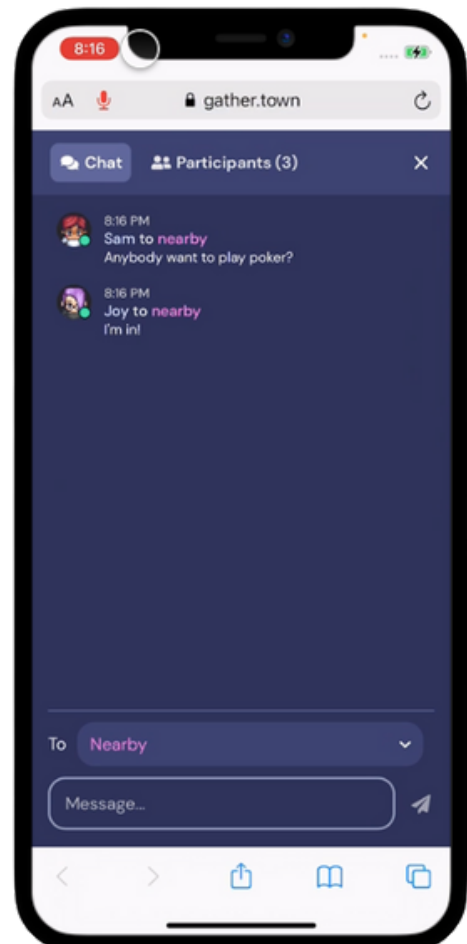 8:16
AA gather.town
Chat Participants (3)
8:16 PM
Sam to nearby
Anybody want to play poker?
8:16 PM
Joy to nearby
I'm in!
To Nearby
Message...